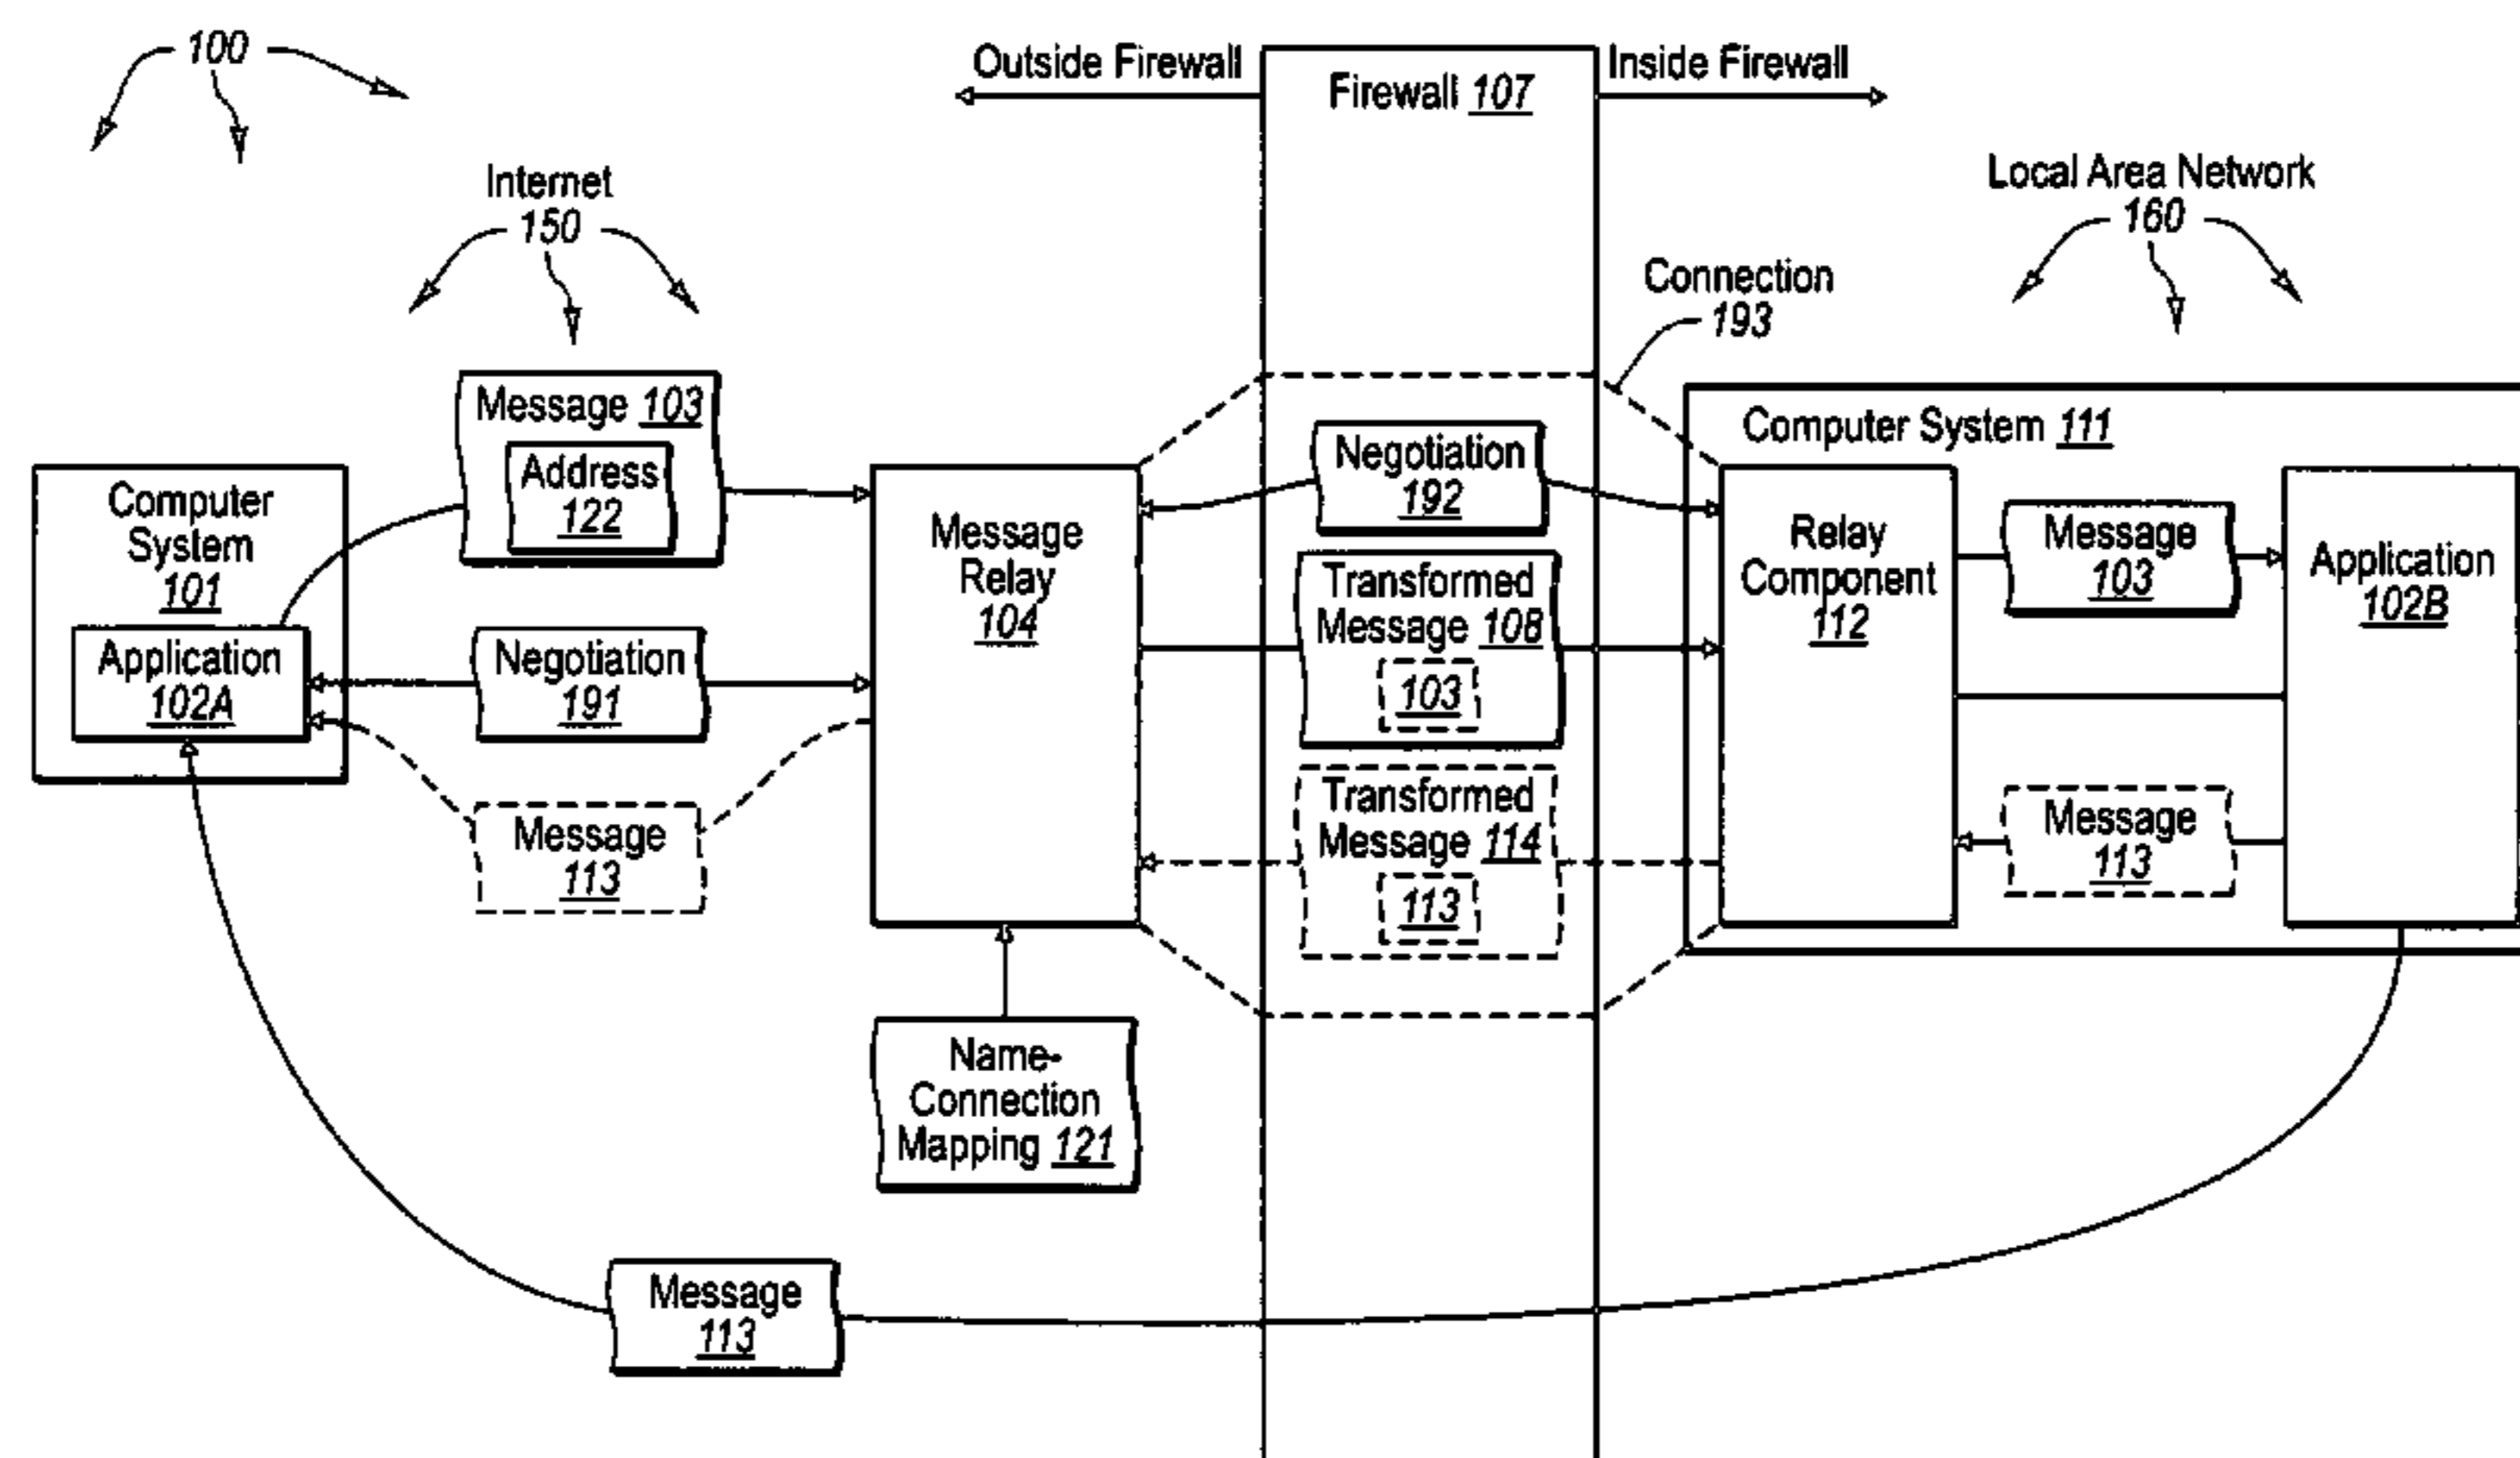 100
Outside Firewall
Firewall 107
Inside Firewall
Internet
150
Local Area Network
160
Connection
193
Message 103
Address
122
Computer
System
101
Application
102A
Negotiation
191
Message
113
Message
Relay
104
Name-
Connection
Mapping 121
Negotiation
192
Transformed
Message 108
103
Transformed
Message 114
113
Computer System 111
Relay
Component
112
Message
103
Message
113
Application
102B
Message
113